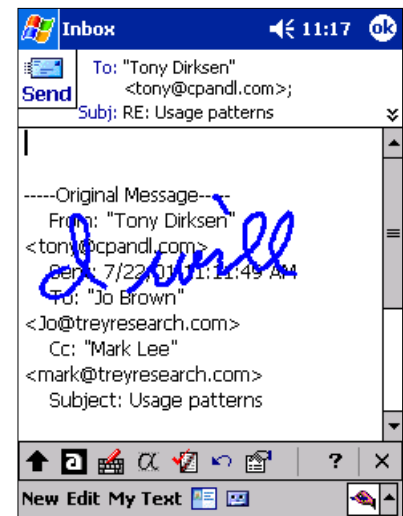 Inbox 11:17 ok
Send
To: "Tony Dirksen"
<tony@cpandl.com>;
Subj: RE: Usage patterns
-----Original Message-----
From: "Tony Dirksen"
<tony@cpandl.com>
I will
Sent: 7/22/01 11:11:49 AM
To: "Jo Brown"
<Jo@treyresearch.com>
Cc: "Mark Lee"
<mark@treyresearch.com>
Subject: Usage patterns
a α ? ×
New Edit My Text